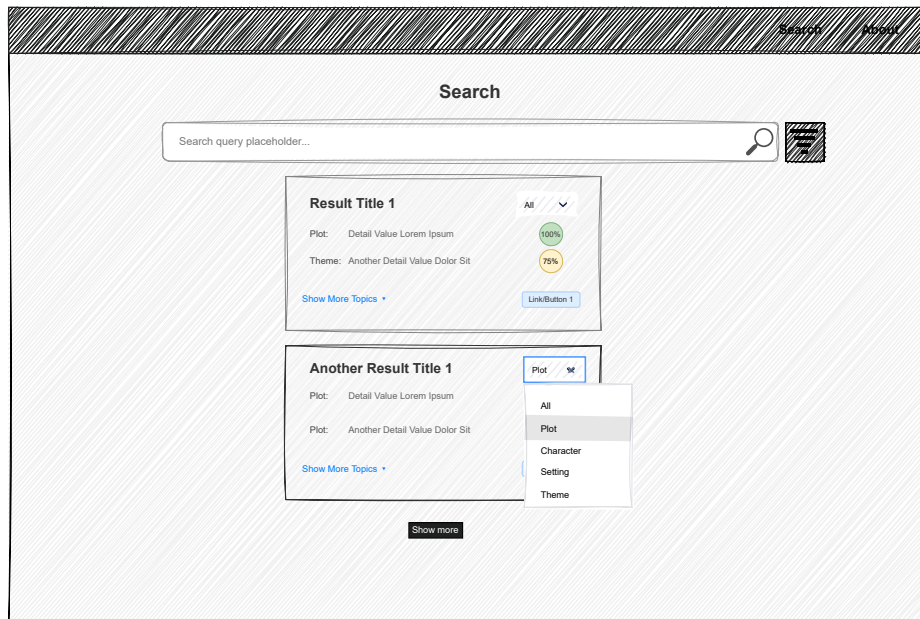 Search About
Search
Search query placeholder...
Result Title 1 All
Plot: Detail Value Lorem Ipsum 100%
Theme: Another Detail Value Dolor Sit 75%
Show More Topics Link/Button 1
Another Result Title 1 Plot
Plot: Detail Value Lorem Ipsum
All
Plot: Another Detail Value Dolor Sit
Plot
Character
Show More Topics
Setting
Theme
Show more